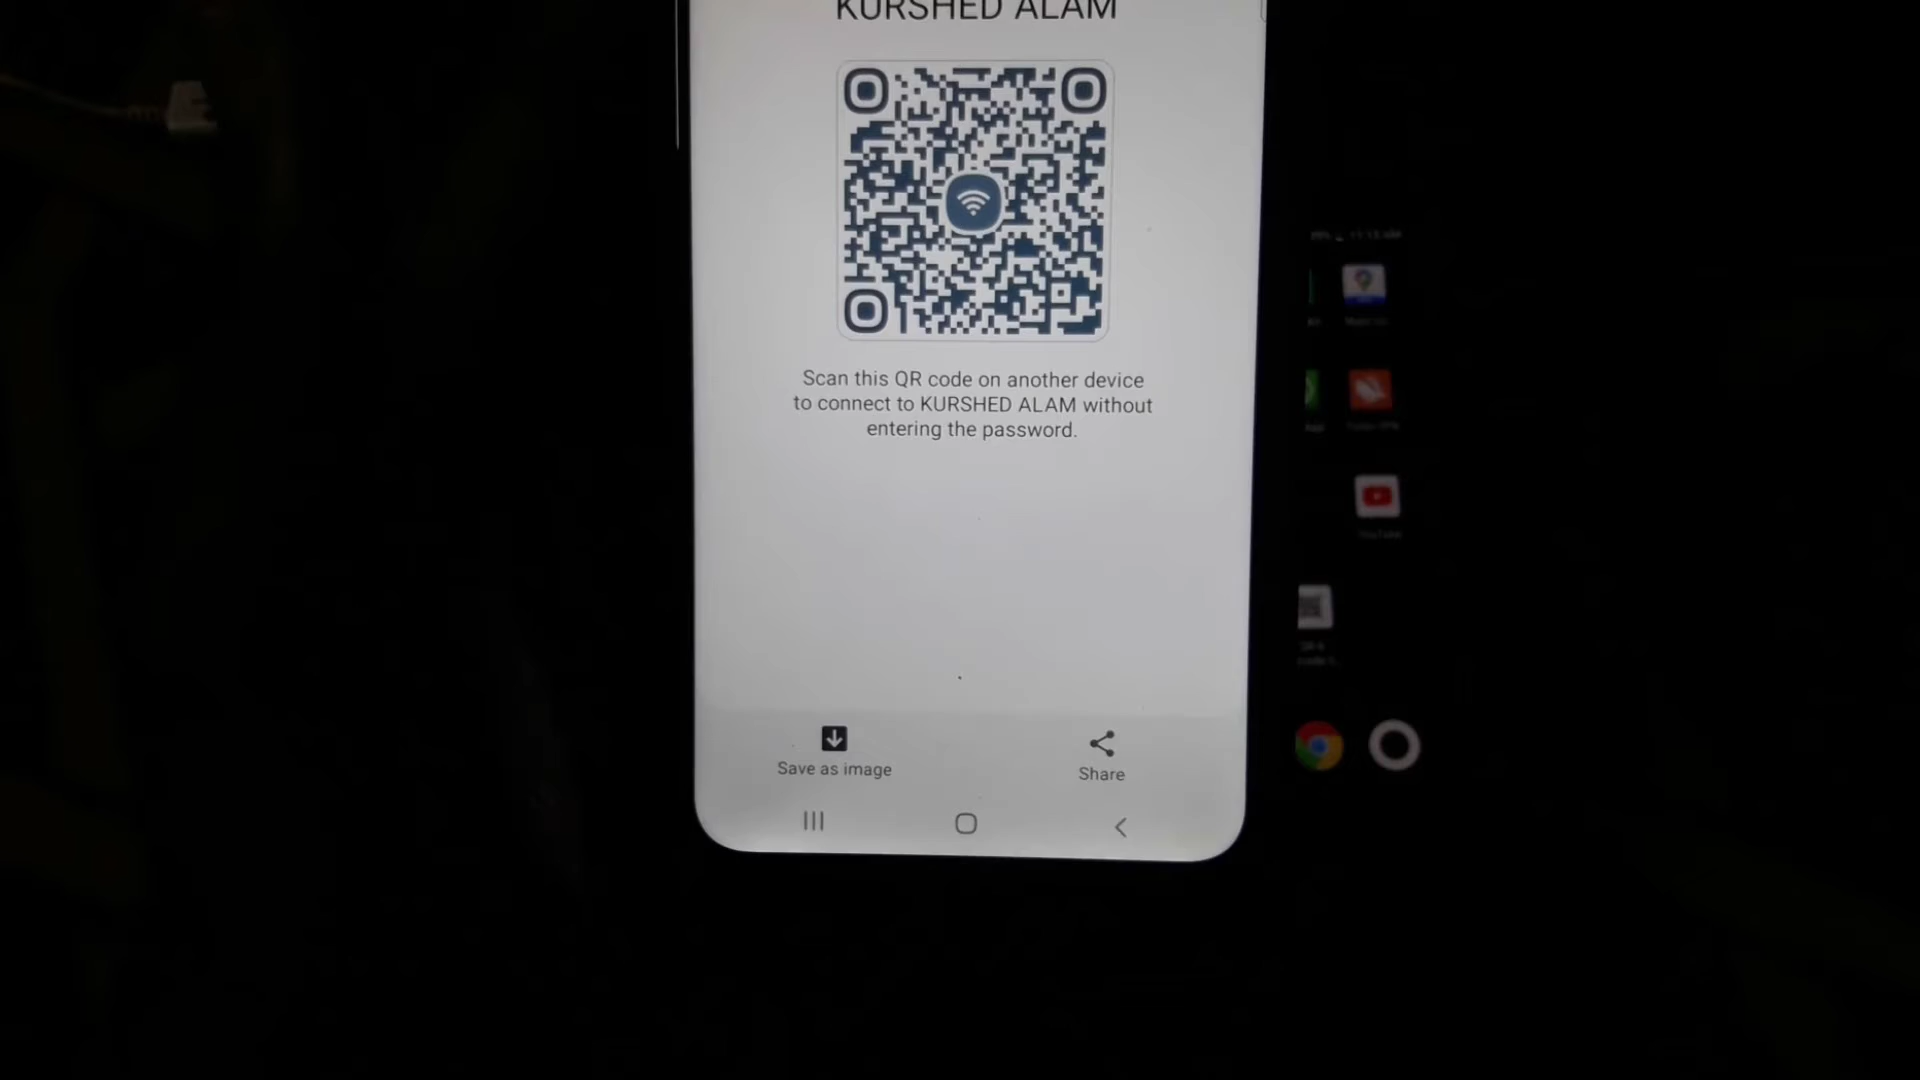 KURSHED ALAM
Scan this QR code on another device
to connect to KURSHED ALAM without
entering the password.
Save as image
Share
YouTube